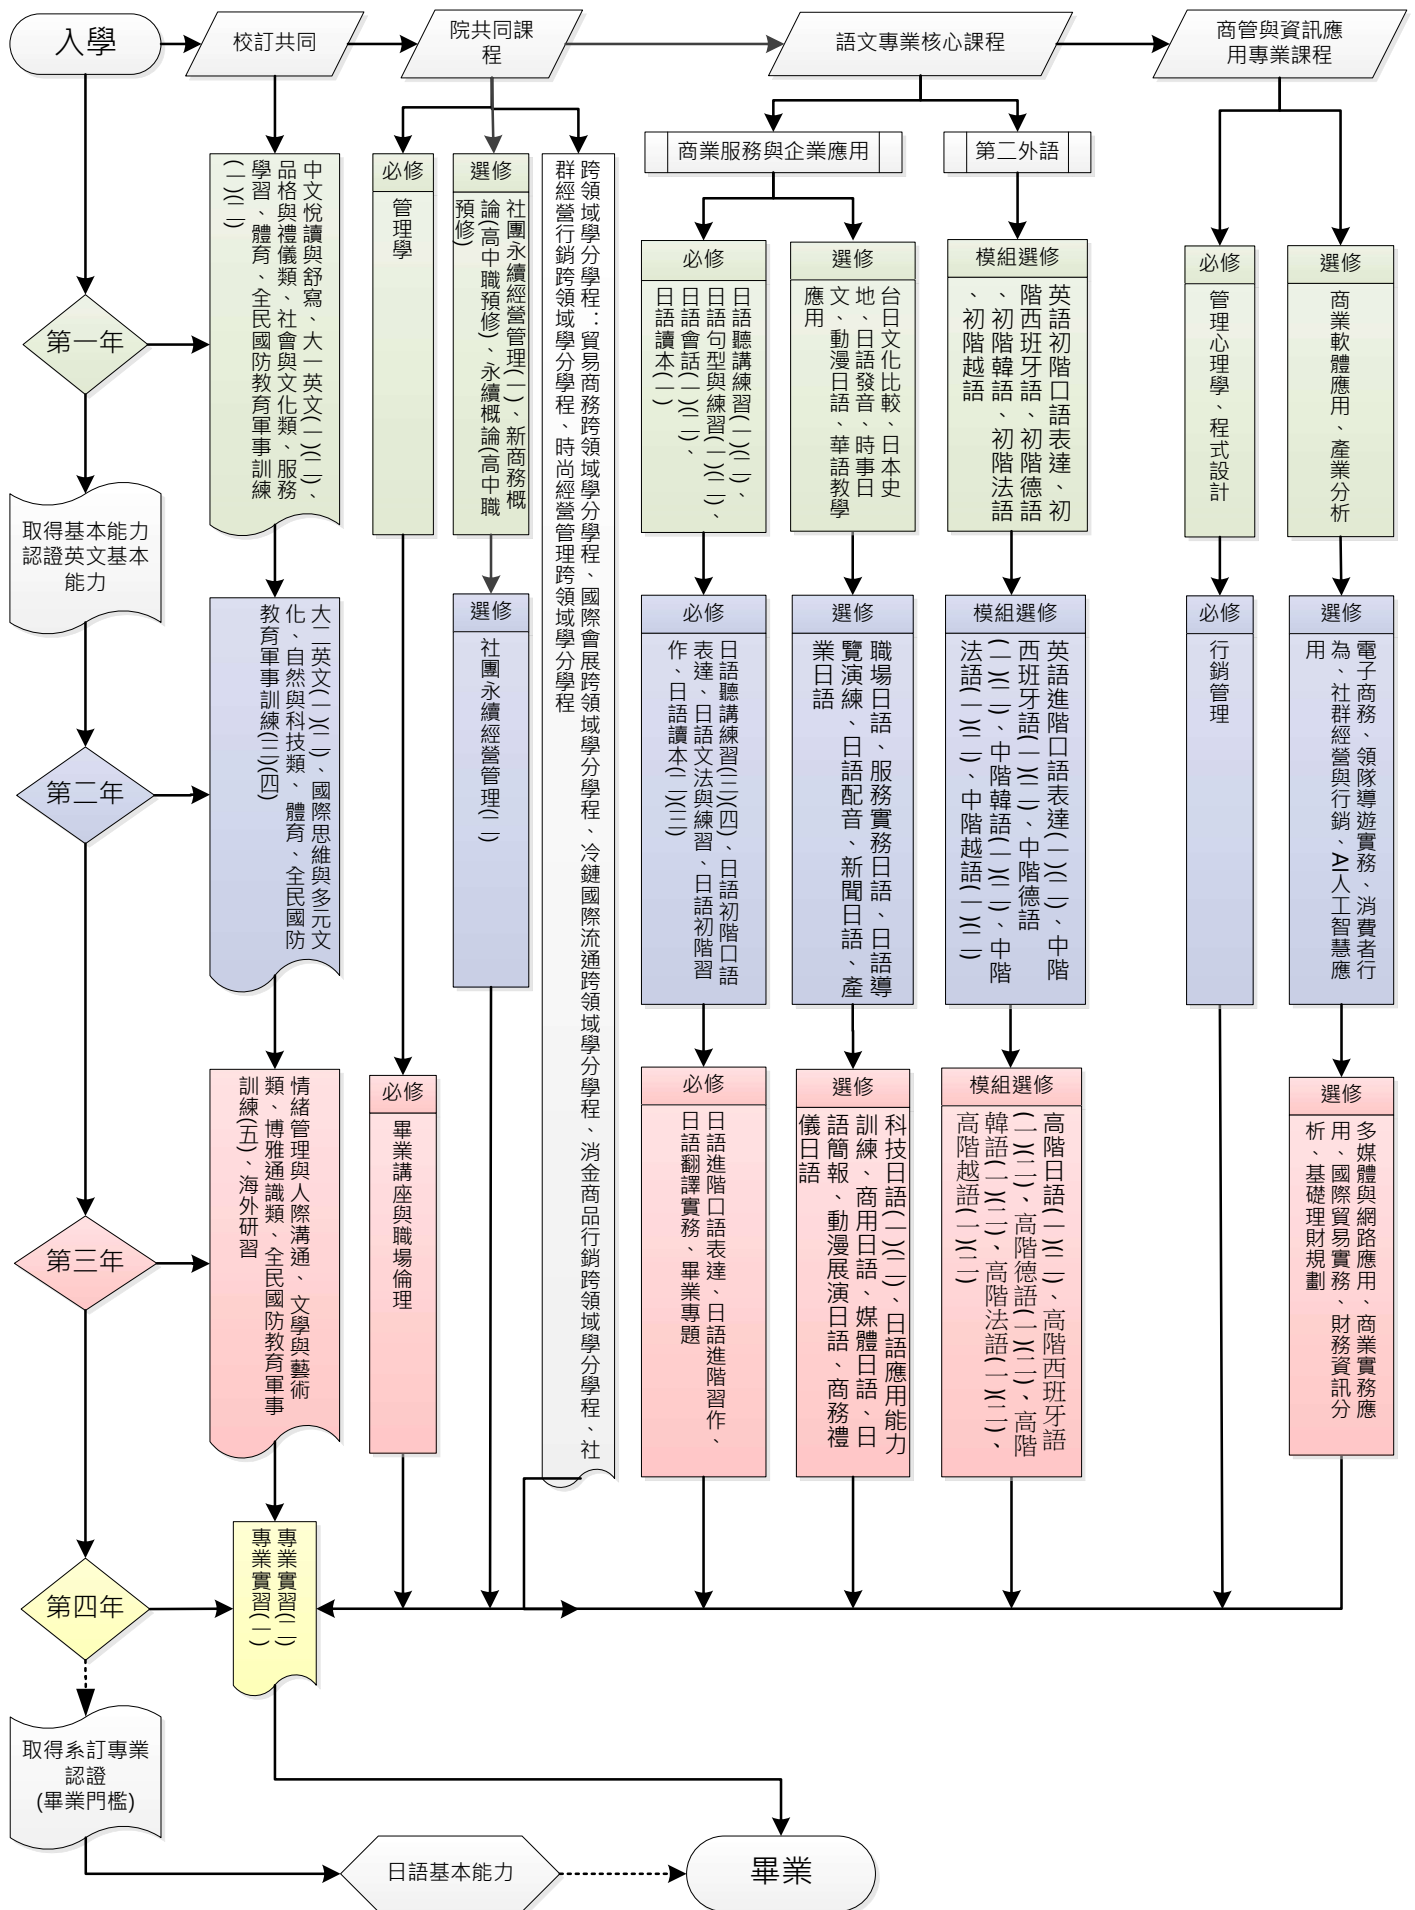 入學
校訂共同
院共同課
程
語文專業核心課程
商管與資訊應
用專業課程
商業服務與企業應用
第二外語
第一年
中文悅讀與舒寫、大一英文(一)(二)、
品格與禮儀類、社會與文化類、服務
學習、體育、全民國防教育軍事訓練
(一)(二)
必修
管理學
選修
社團永續經營管理(一)、新商務概
論(高中職預修)、永續概論(高中職
預修)
跨領域學分學程：貿易商務跨領域學分學程、國際會展跨領域學分學程、冷鏈國際流通跨領域學分學程、消金商品行銷跨領域學分學程、社
群經營行銷跨領域學分學程、時尚經營管理跨領域學分學程
必修
日語聽講練習(一)(二)、
日語句型與練習(一)(二)、
日語會話(一)(二)、
日語讀本(一)
選修
台日文化比較、日本史
地、日語發音、時事日
文、動漫日語、華語教學
應用
模組選修
英語初階口語表達、初
階西班牙語、初階德語
、初階韓語、初階法語
、初階越語
必修
管理心理學、程式設計
選修
商業軟體應用、產業分析
取得基本能力
認證英文基本
能力
第二年
大二英文(一)(二)、國際思維與多元文
化、自然與科技類、體育、全民國防
教育軍事訓練(三)(四)
選修
社團永續經營管理(二)
必修
日語聽講練習(三)(四)、日語初階口語
表達、日語文法與練習、日語初階習
作、日語讀本(二)(三)
選修
職場日語、服務實務日語、日語導
覽演練、日語配音、新聞日語、產
業日語
模組選修
英語進階口語表達(一)(二)、中階
西班牙語(一)(二)、中階德語
(一)(二)、中階韓語(一)(二)、中階
法語(一)(二)、中階越語(一)(二)
必修
行銷管理
選修
電子商務、領隊導遊實務、消費者行
為、社群經營與行銷、AI人工智慧應
用
第三年
情緒管理與人際溝通、文學與藝術
類、博雅通識類、全民國防教育軍事
訓練(五)、海外研習
必修
畢業講座與職場倫理
必修
日語進階口語表達、日語進階習作、
日語翻譯實務、畢業專題
選修
科技日語(一)(二)、日語應用能力
訓練、商用日語、媒體日語、日
語簡報、動漫展演日語、商務禮
儀日語
模組選修
高階日語(一)(二)、高階西班牙語
(一)(二)、高階德語(一)(二)、高階
韓語(一)(二)、高階法語(一)(二)、
高階越語(一)(二)
選修
多媒體與網路應用、商業實務應
用、國際貿易實務、財務資訊分
析、基礎理財規劃
第四年
專業實習(二)
專業實習(一)
取得系訂專業
認證
(畢業門檻)
日語基本能力
畢業